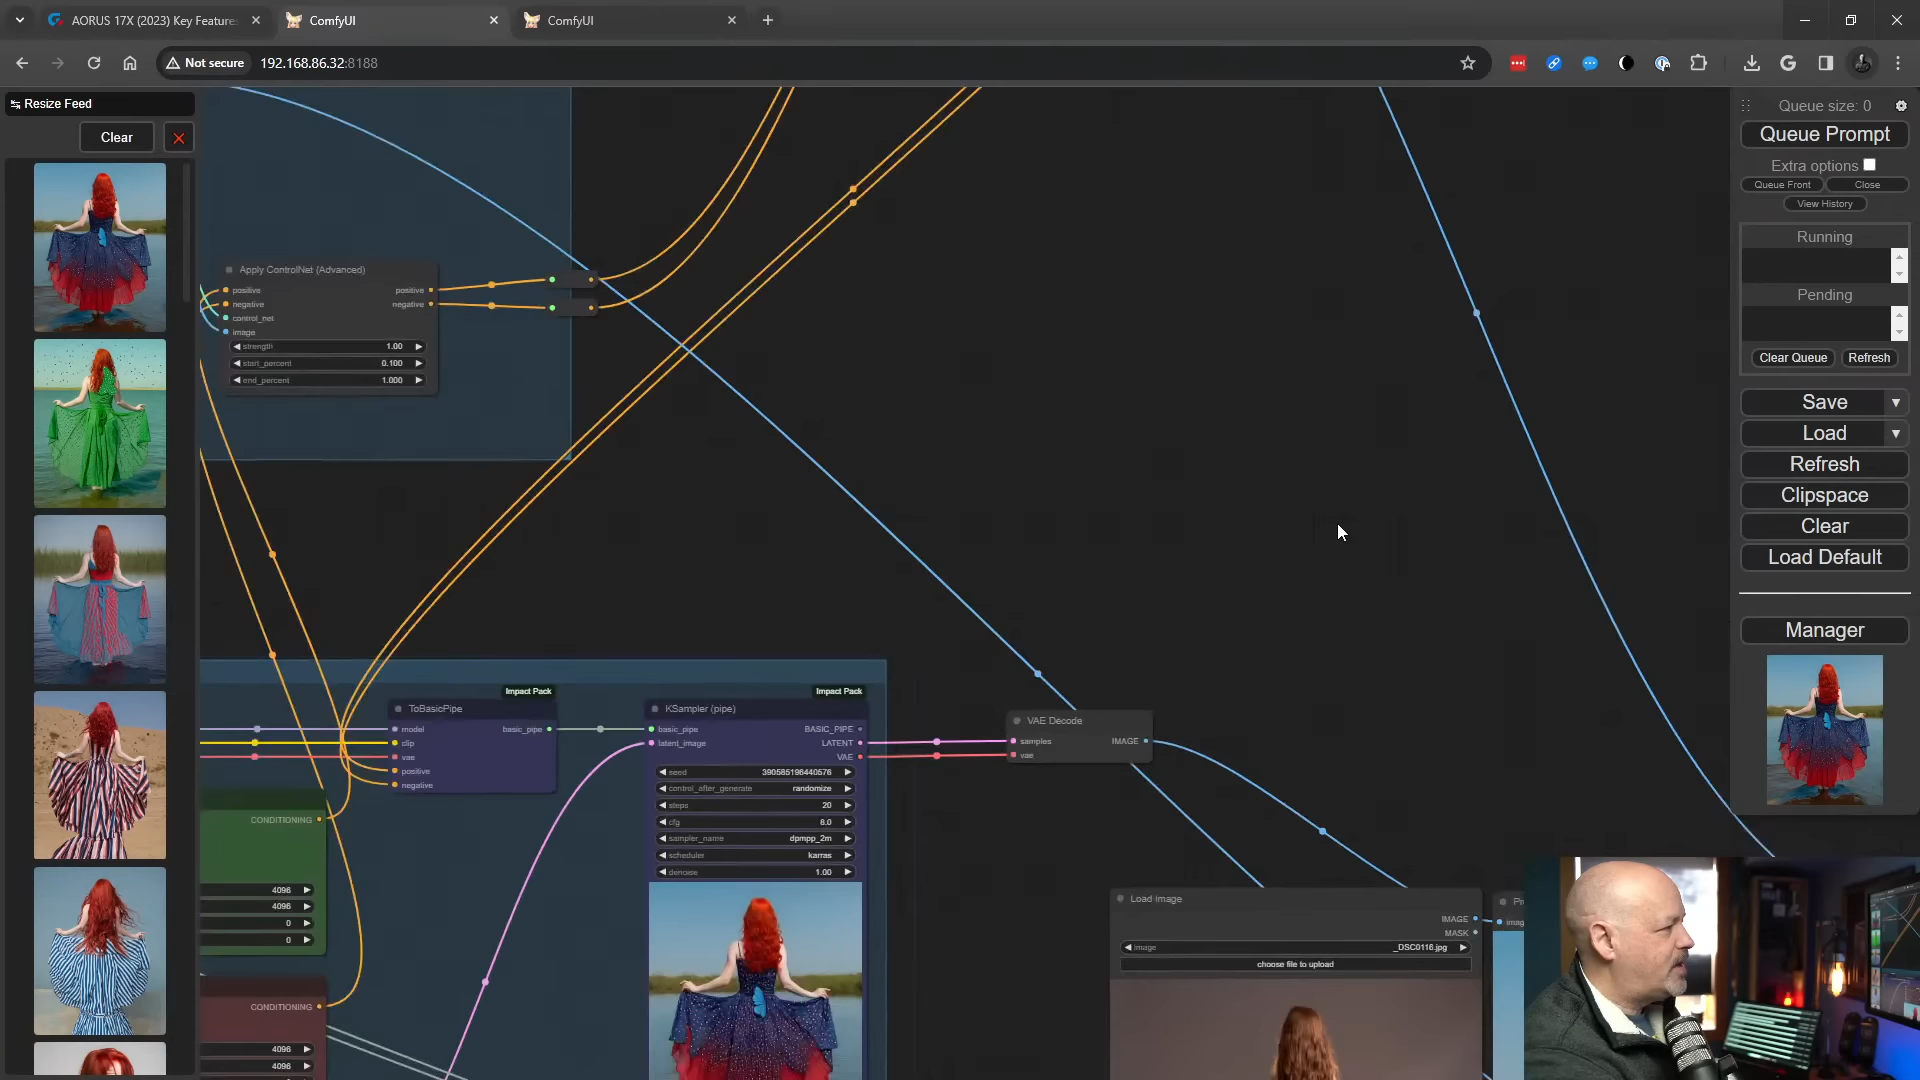 AORUS 17X (2023) Key Feature
ComfyUI
ComfyUI
Not secure
192.168.86.32:8188
Resize Feed
Clear
Queue size: 0
Queue Prompt
Extra options
Queue Front
Close
View History
Running
Pending
Clear Queue
Refresh
Save
Load
Refresh
Clipspace
Clear
Load Default
Manager
Apply ControlNet (Advanced)
positive
positive
negative
negative
control_net
image
strength
1.00
start_percent
0.100
end_percent
1.000
Impact Pack
ToBasicPipe
model
basic_pipe
clip
vae
positive
negative
Impact Pack
KSampler (pipe)
basic_pipe
BASIC_PIPE
latent_image
LATENT
VAE
seed
390585198440576
control_after_generate
randomize
steps
20
cfg
8.0
sampler_name
dpmpp_2m
scheduler
karras
denoise
1.00
VAE Decode
samples
IMAGE
vae
CONDITIONING
4096
4096
0
0
CONDITIONING
4096
4096
Load Image
IMAGE
MASK
image
_DSC0116.jpg
choose file to upload